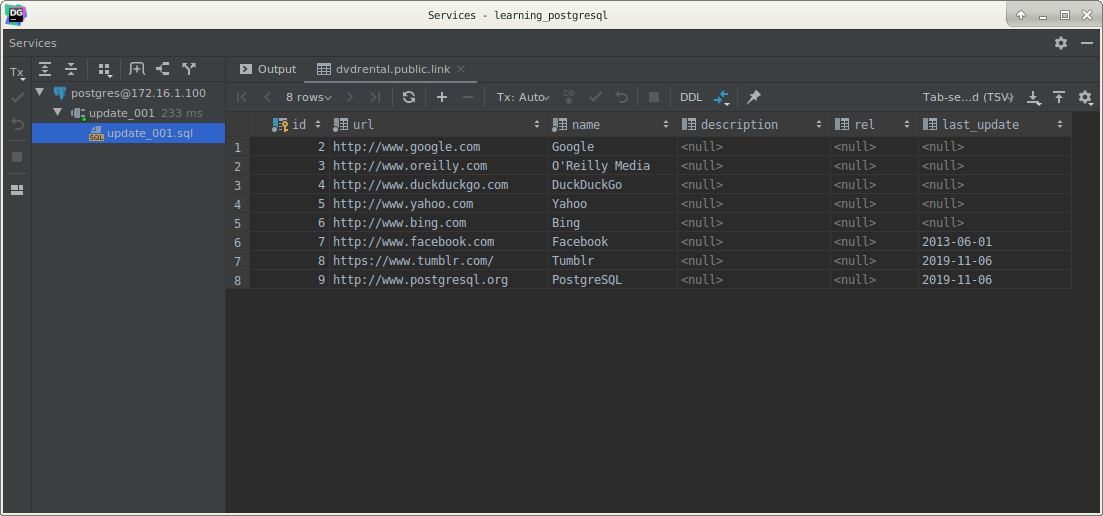 DG
Services - learning_postgresql
Services
Tx
Output
dvdrental.public.link
postgres@172.16.1.100
8 rows
Tx: Auto
DB
DDL
Tab-se...d (TSV)
update_001 233 ms
SQL update_001.sql
id url name description rel last_update
1 2 http://www.google.com Google <null> <null> <null>
2 3 http://www.oreilly.com O'Reilly Media <null> <null> <null>
3 4 http://www.duckduckgo.com DuckDuckGo <null> <null> <null>
4 5 http://www.yahoo.com Yahoo <null> <null> <null>
5 6 http://www.bing.com Bing <null> <null> <null>
6 7 http://www.facebook.com Facebook <null> <null> 2013-06-01
7 8 https://www.tumblr.com/ Tumblr <null> <null> 2019-11-06
8 9 http://www.postgresql.org PostgreSQL <null> <null> 2019-11-06